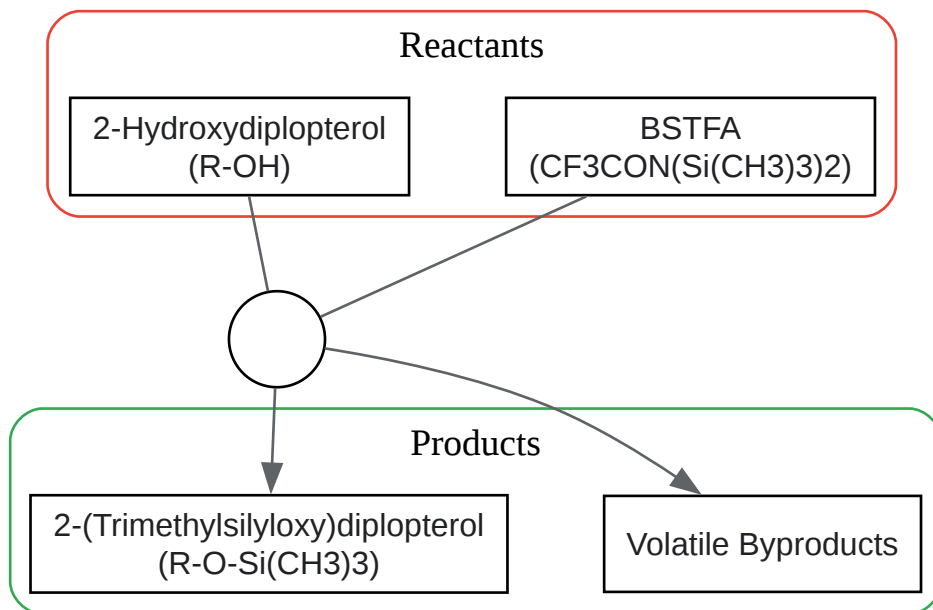 Reactants
2-Hydroxydiplopterol
(R-OH)
BSTFA
(CF3CON(Si(CH3)3)2)
Products
2-(Trimethylsilyloxy)diplopterol
(R-O-Si(CH3)3)
Volatile Byproducts